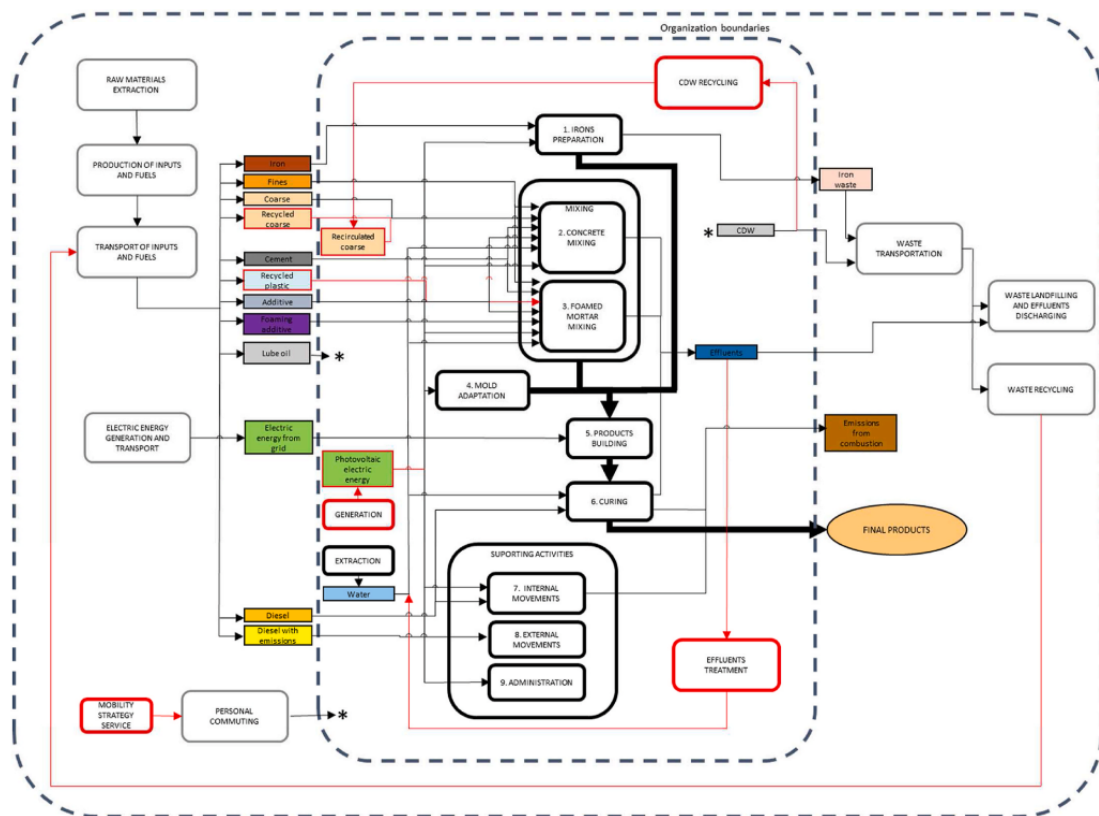 Organization boundaries
RAW MATERIALS
EXTRACTION
CDW RECYCLING
1. IRONS
PREPARATION
PRODUCTION OF INPUTS
AND FUELS
Iron
Iron
waste
Fines
Coarse
Recycled
coarse
MIXING
2. CONCRETE
MIXING
TRANSPORT OF INPUTS
AND FUELS
Recirculated
coarse
*
CDW
WASTE
TRANSPORTATION
Cement
Recycled
plastic
Additive
Foaming
additive
3. FOAMED
MORTAR
MIXING
WASTE LANDFILLING
AND EFFLUENTS
DISCHARGING
Lube oil
*
Effluents
4. MOLD
ADAPTATION
WASTE RECYCLING
ELECTRIC ENERGY
GENERATION AND
TRANSPORT
Electric
energy from
grid
5. PRODUCTS
BUILDING
Emissions
from
combustion
Photovoltaic
electric
energy
GENERATION
6. CURING
FINAL PRODUCTS
EXTRACTION
SUPORTING ACTIVITIES
Water
7. INTERNAL
MOVEMENTS
Diesel
Diesel with
emissions
8. EXTERNAL
MOVEMENTS
EFFLUENTS
TREATMENT
9. ADMINISTRATION
MOBILITY
STRATEGY
SERVICE
PERSONAL
COMMUTING
*